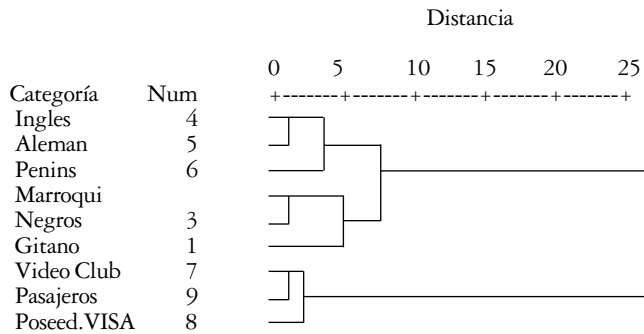 Distancia
0 5 10 15 20 25
Categoría Num +-------+-------+-------+-------+-------+
Ingles 4
Aleman 5
Penins 6
Marroqui
Negros 3
Gitano 1
Video Club 7
Pasajeros 9
Poseed.VISA 8